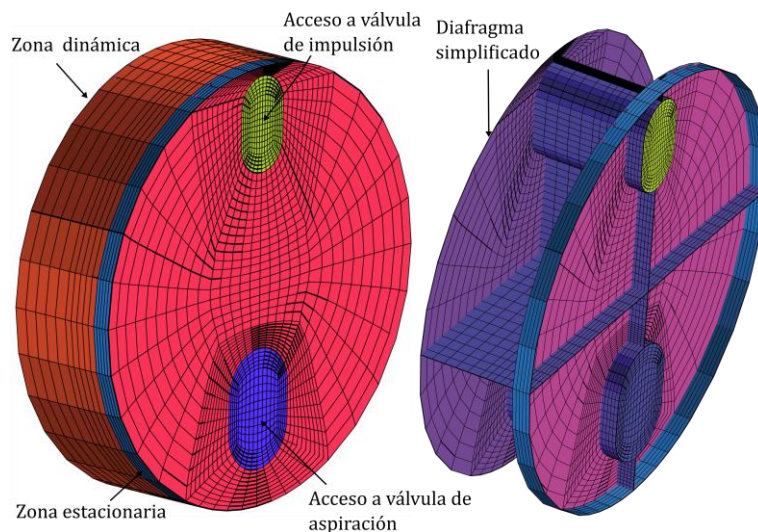 Zona dinámica
Acceso a válvula
de impulsión
Diafragma
simplificado
Zona estacionaria
Acceso a válvula de
aspiración